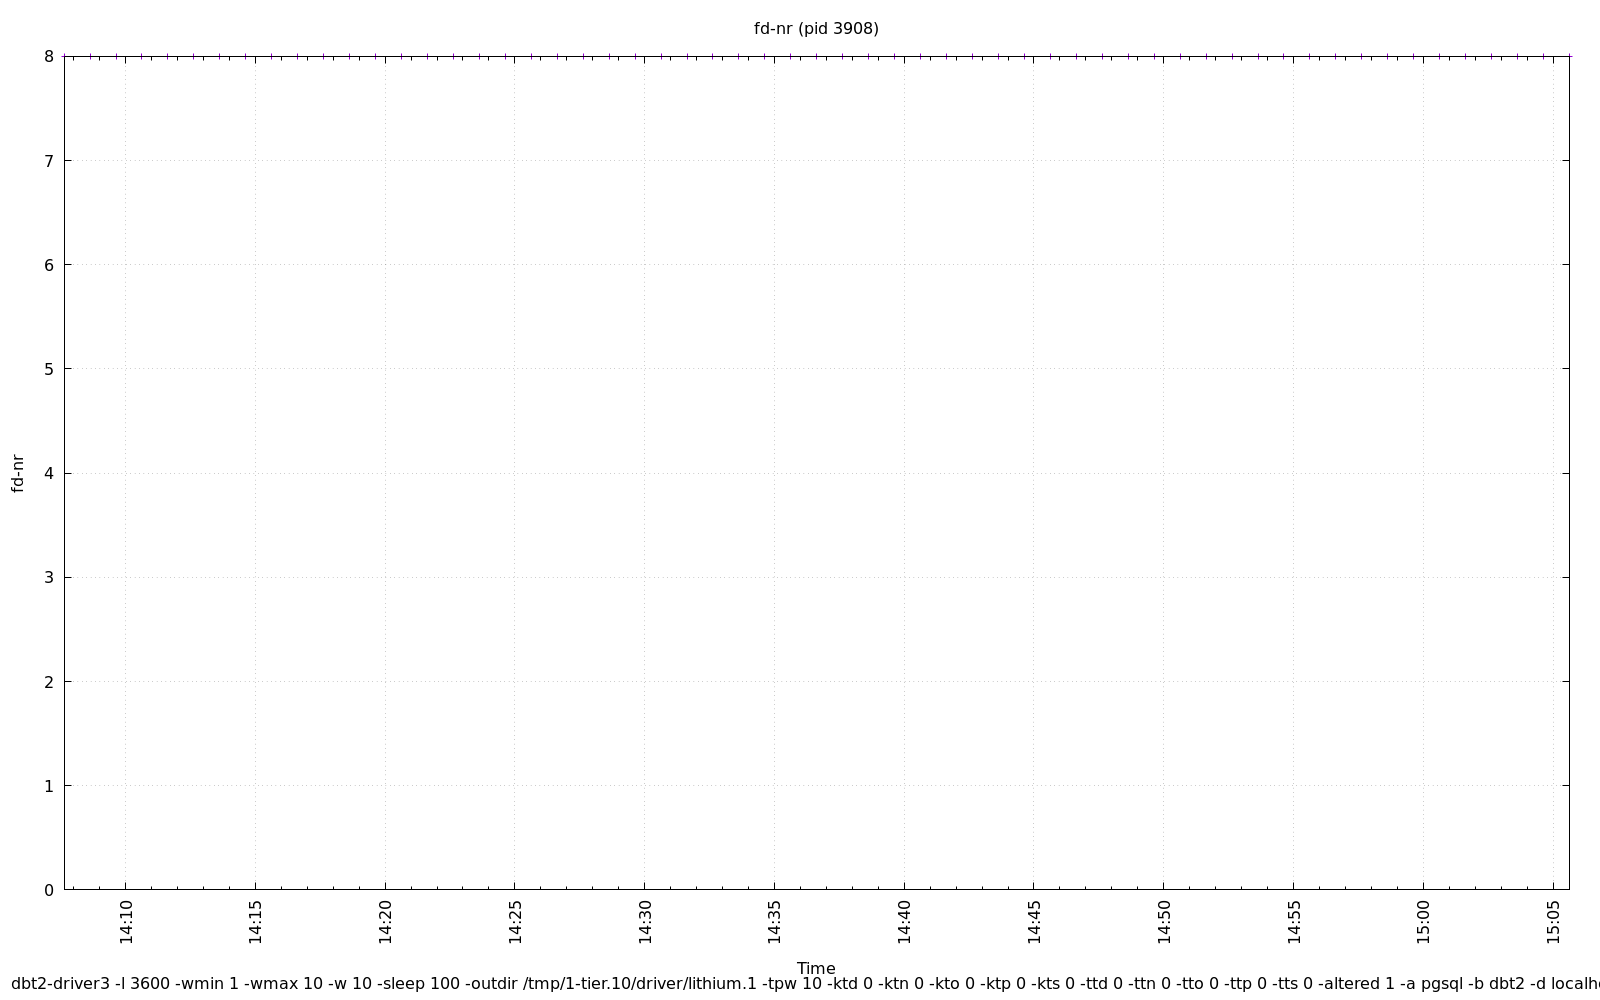 fd-nr (pid 3908)
8
7
6
5
4
3
2
1
0
fd-nr
14:10 14:15 14:20 14:25 14:30 14:35 14:40 14:45 14:50 14:55 15:00 15:05
Time
dbt2-driver3 -l 3600 -wmin 1 -wmax 10 -w 10 -sleep 100 -outdir /tmp/1-tier.10/driver/lithium.1 -tpw 10 -ktd 0 -ktn 0 -kto 0 -ktp 0 -kts 0 -ttd 0 -ttn 0 -tto 0 -ttp 0 -tts 0 -altered 1 -a pgsql -b dbt2 -d localh